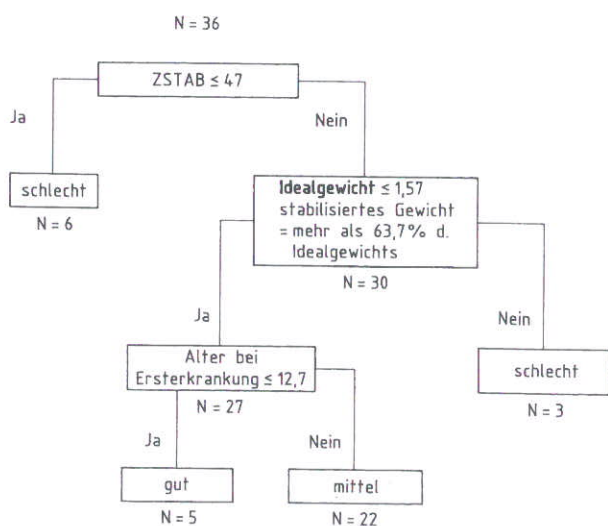 N = 36
ZSTAB ≤ 47
Ja
Nein
schlecht
N = 6
Idealgewicht ≤ 1,57
stabilisiertes Gewicht
= mehr als 63,7% d.
Idealgewichts
N = 30
Ja
Nein
Alter bei
Ersterkrankung ≤ 12,7
N = 27
schlecht
N = 3
Ja
Nein
gut
N = 5
mittel
N = 22